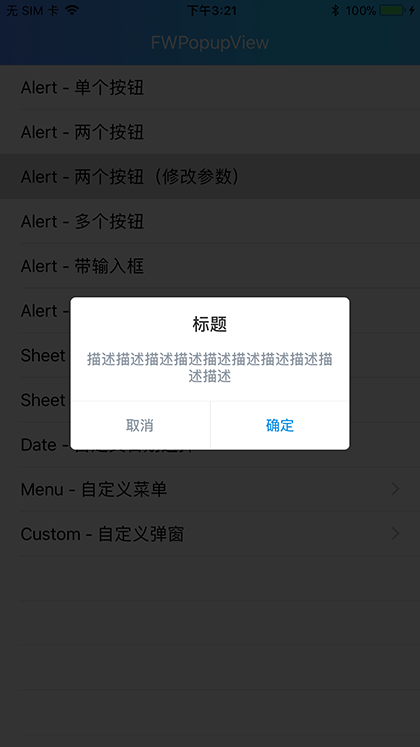 无 SIM 卡 下午3:21 100%
FWPopupView
Alert - 单个按钮
Alert - 两个按钮
Alert - 两个按钮（修改参数）
Alert - 多个按钮
Alert - 带输入框
Alert -
标题
Sheet
描述描述描述描述描述描述描述描述描
述描述
Sheet
取消 确定
Date -
Menu - 自定义菜单
Custom - 自定义弹窗